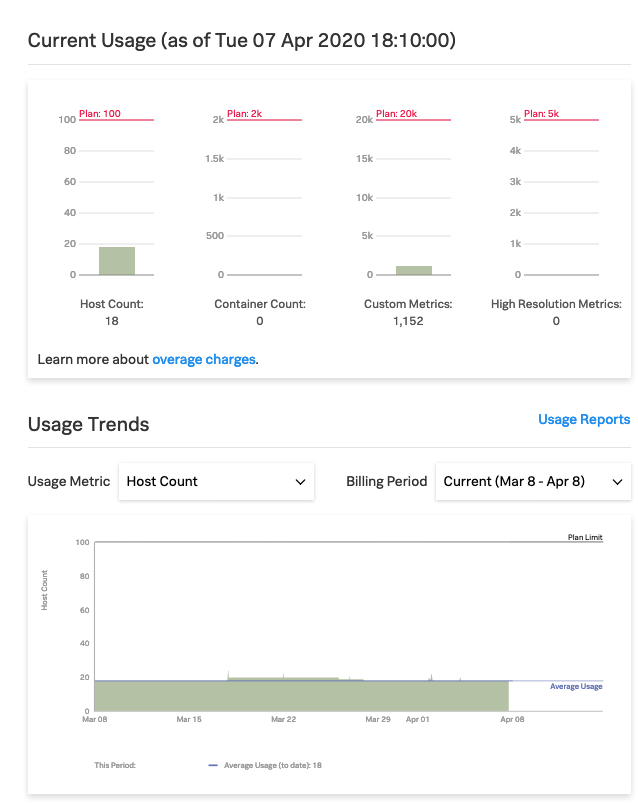 Current Usage (as of Tue 07 Apr 2020 18:10:00)
Plan: 100
100
80
60
40
20
0
Host Count:
18
Plan: 2k
2k
1.5k
1k
500
0
Container Count:
0
Plan: 20k
20k
15k
10k
5k
0
Custom Metrics:
1,152
Plan: 5k
5k
4k
3k
2k
1k
0
High Resolution Metrics:
0
Learn more about overage charges.
Usage Trends
Usage Reports
Usage Metric
Host Count
Billing Period
Current (Mar 8 - Apr 8)
Plan Limit
Host Count
100
80
60
40
20
0
Average Usage
Mar 08 Mar 15 Mar 22 Mar 29 Apr 01 Apr 08
This Period: Average Usage (to date): 18